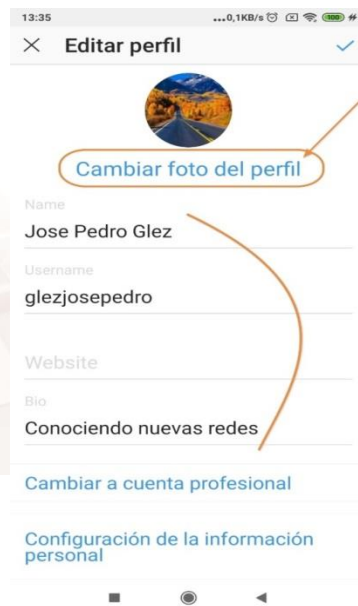 13:35
...0,1KB/s 100
Editar perfil
Cambiar foto del perfil
Name
Jose Pedro Glez
Username
glezjosepedro
Website
Bio
Conociendo nuevas redes
Cambiar a cuenta profesional
Configuración de la información
personal